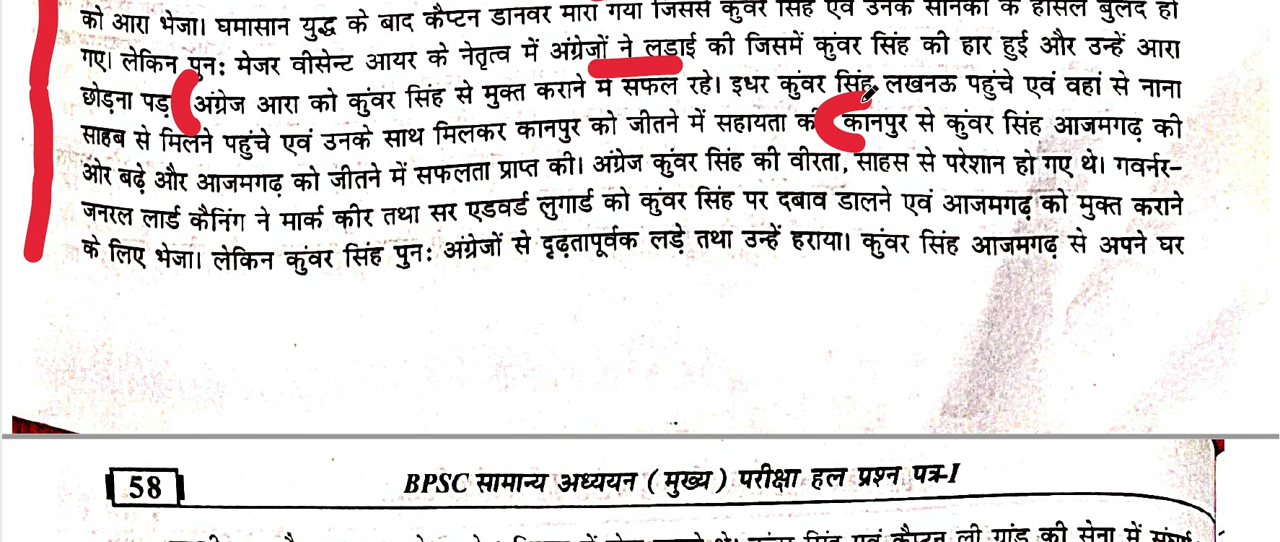 को आरा भेजा। घमासान युद्ध के बाद कैप्टन डानवर मारा गया जिससे कुंवर सिंह एवं उनके सैनिकों के हौसले बुलंद हो
गए। लेकिन पुनः मेजर वीसेन्ट आयर के नेतृत्व में अंग्रेजों ने लड़ाई की जिसमें कुंवर सिंह की हार हुई और उन्हें आरा
छोड़ना पड़ा अंग्रेज आरा को कुंवर सिंह से मुक्त कराने में सफल रहे। इधर कुंवर सिंह लखनऊ पहुंचे एवं वहां से नाना
साहब से मिलने पहुंचे एवं उनके साथ मिलकर कानपुर को जीतने में सहायता की कानपुर से कुंवर सिंह आजमगढ़ की
ओर बढ़े और आजमगढ़ को जीतने में सफलता प्राप्त की। अंग्रेज कुंवर सिंह की वीरता, साहस से परेशान हो गए थे। गवर्नर-
जनरल लार्ड कैनिंग ने मार्क कीर तथा सर एडवर्ड लुगार्ड को कुंवर सिंह पर दबाव डालने एवं आजमगढ़ को मुक्त कराने
के लिए भेजा। लेकिन कुंवर सिंह पुनः अंग्रेजों से दृढ़तापूर्वक लड़े तथा उन्हें हराया। कुंवर सिंह आजमगढ़ से अपने घर
58
BPSC सामान्य अध्ययन ( मुख्य ) परीक्षा हल प्रश्न पत्र-I
सिंह एवं कैप्टन ली ग्रांड की सेना में संघर्ष